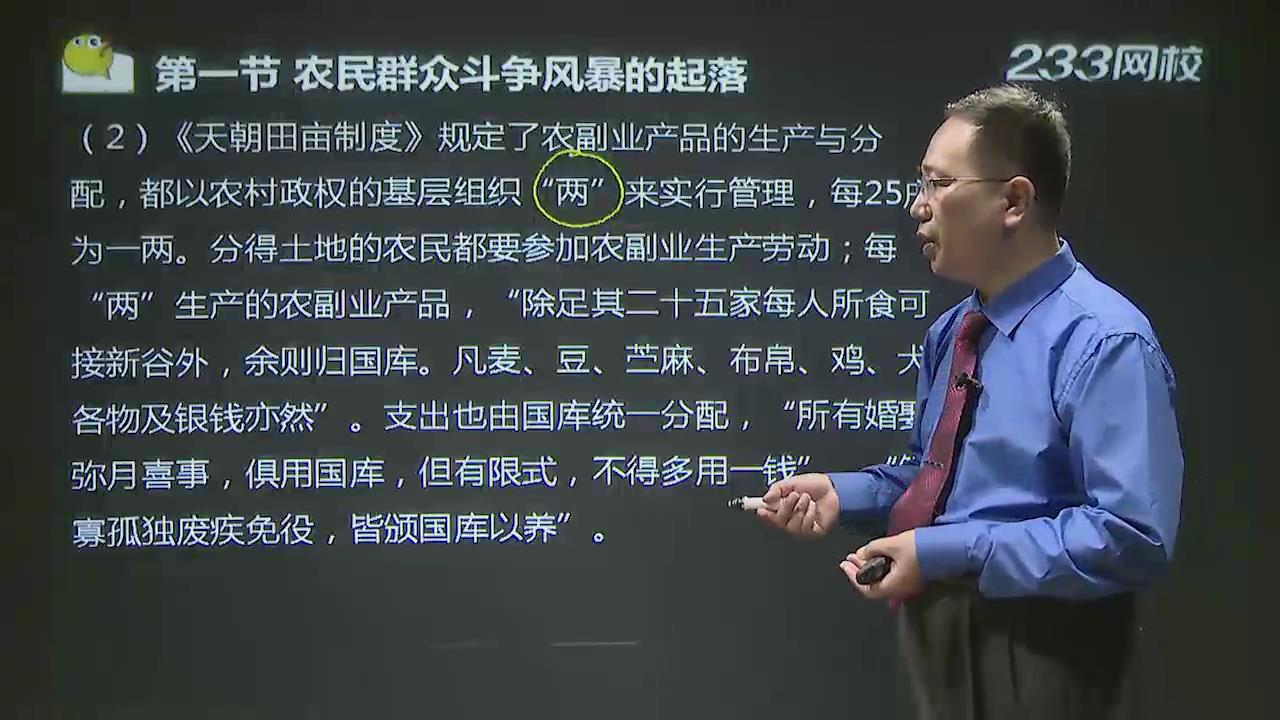 第一节 农民群众斗争风暴的起落
233网校
（2）《天朝田亩制度》规定了农副业产品的生产与分
配，都以农村政权的基层组织“两”来实行管理，每25
为一两。分得土地的农民都要参加农副业生产劳动；每
“两”生产的农副业产品，“除足其二十五家每人所食可
接新谷外，余则归国库。凡麦、豆、苎麻、布帛、鸡、犬
各物及银钱亦然”。支出也由国库统一分配，“所有婚娶
弥月喜事，俱用国库，但有限式，不得多用一钱”
寡孤独废疾免役，皆颁国库以养”。